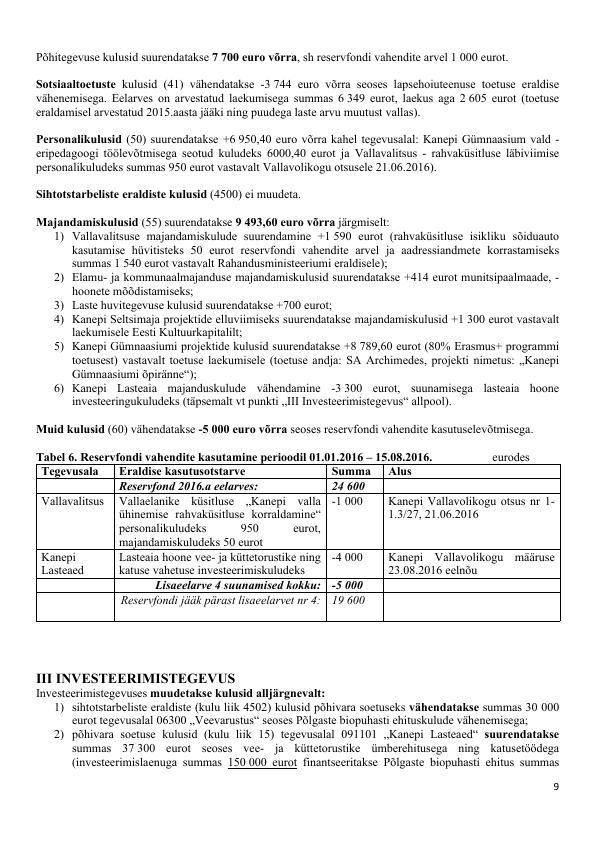 Põhitegevuse kulusid suurendatakse 7 700 euro võrra, sh reservfondi vahendite arvel 1 000 eurot.
Sotsiaaltoetuste kulusid (41) vähendatakse -3 744 euro võrra seoses lapsehoiuteenuse toetuse eraldise
vähenemisega. Eelarves on arvestatud laekumisega summas 6 349 eurot, laekus aga 2 605 eurot (toetuse
eraldamisel arvestatud 2015.aasta jääki ning puudega laste arvu muutust vallas).
Personalikulusid (50) suurendatakse +6 950,40 euro võrra kahel tegevusalal: Kanepi Gümnaasium vald -
eripedagoogi töölevõtmisega seotud kuludeks 6000,40 eurot ja Vallavalitsus - rahvaküsitluse läbiviimise
personalikuludeks summas 950 eurot vastavalt Vallavolikogu otsusele 21.06.2016).
Sihtotstarbeliste eraldiste kulusid (4500) ei muudeta.
Majandamiskulusid (55) suurendatakse 9 493,60 euro võrra järgmiselt:
1) Vallavalitsuse majandamiskulude suurendamine +1 590 eurot (rahvaküsitluse isikliku sõiduauto
kasutamise hüvitisteks 50 eurot reservfondi vahendite arvel ja aadressiandmete korrastamiseks
summas 1 540 eurot vastavalt Rahandusministeeriumi eraldisele);
2) Elamu- ja kommunaalmajanduse majandamiskulusid suurendatakse +414 eurot munitsipaalmaade, -
hoonete mõõdistamiseks;
3) Laste huvitegevuse kulusid suurendatakse +700 eurot;
4) Kanepi Seltsimaja projektide elluviimiseks suurendatakse majandamiskulusid +1 300 eurot vastavalt
laekumisele Eesti Kultuurkapitalilt;
5) Kanepi Gümnaasiumi projektide kulusid suurendatakse +8 789,60 eurot (80% Erasmus+ programmi
toetusest) vastavalt toetuse laekumisele (toetuse andja: SA Archimedes, projekti nimetus: „Kanepi
Gümnaasiumi õpiränne“);
6) Kanepi Lasteaia majanduskulude vähendamine -3 300 eurot, suunamisega lasteaia hoone
investeeringukuludeks (täpsemalt vt punkti „III Investeerimistegevus“ allpool).
Muid kulusid (60) vähendatakse -5 000 euro võrra seoses reservfondi vahendite kasutuselevõtmisega.
Tabel 6. Reservfondi vahendite kasutamine perioodil 01.01.2016 – 15.08.2016. eurodes
Tegevusala Eraldise kasutusotstarve Summa Alus
Reservfond 2016.a eelarves: 24 600
Vallavalitsus Vallaelanike küsitluse „Kanepi valla -1 000 Kanepi Vallavolikogu otsus nr 1-
ühinemise rahvaküsitluse korraldamine“ 1.3/27, 21.06.2016
personalikuludeks 950 eurot,
majandamiskuludeks 50 eurot
Kanepi Lasteaia hoone vee- ja küttetorustike ning -4 000 Kanepi Vallavolikogu määruse
Lasteaed katuse vahetuse investeerimiskuludeks 23.08.2016 eelnõu
Lisaeelarve 4 suunamised kokku: -5 000
Reservfondi jääk pärast lisaeelarvet nr 4: 19 600
III INVESTEERIMISTEGEVUS
Investeerimistegevuses muudetakse kulusid alljärgnevalt:
1) sihtotstarbeliste eraldiste (kulu liik 4502) kulusid põhivara soetuseks vähendatakse summas 30 000
eurot tegevusalal 06300 „Veevarustus“ seoses Põlgaste biopuhasti ehituskulude vähenemisega;
2) põhivara soetuse kulusid (kulu liik 15) tegevusalal 091101 „Kanepi Lasteaed“ suurendatakse
summas 37 300 eurot seoses vee- ja küttetorustike ümberehitusega ning katusetöödega
(investeerimislaenuga summas 150 000 eurot finantseeritakse Põlgaste biopuhasti ehitus summas
9